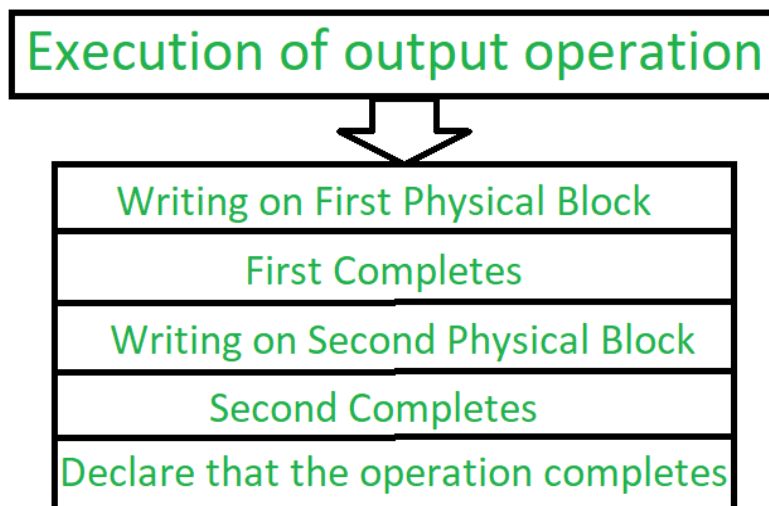 Execution of output operation
Writing on First Physical Block
First Completes
Writing on Second Physical Block
Second Completes
Declare that the operation completes